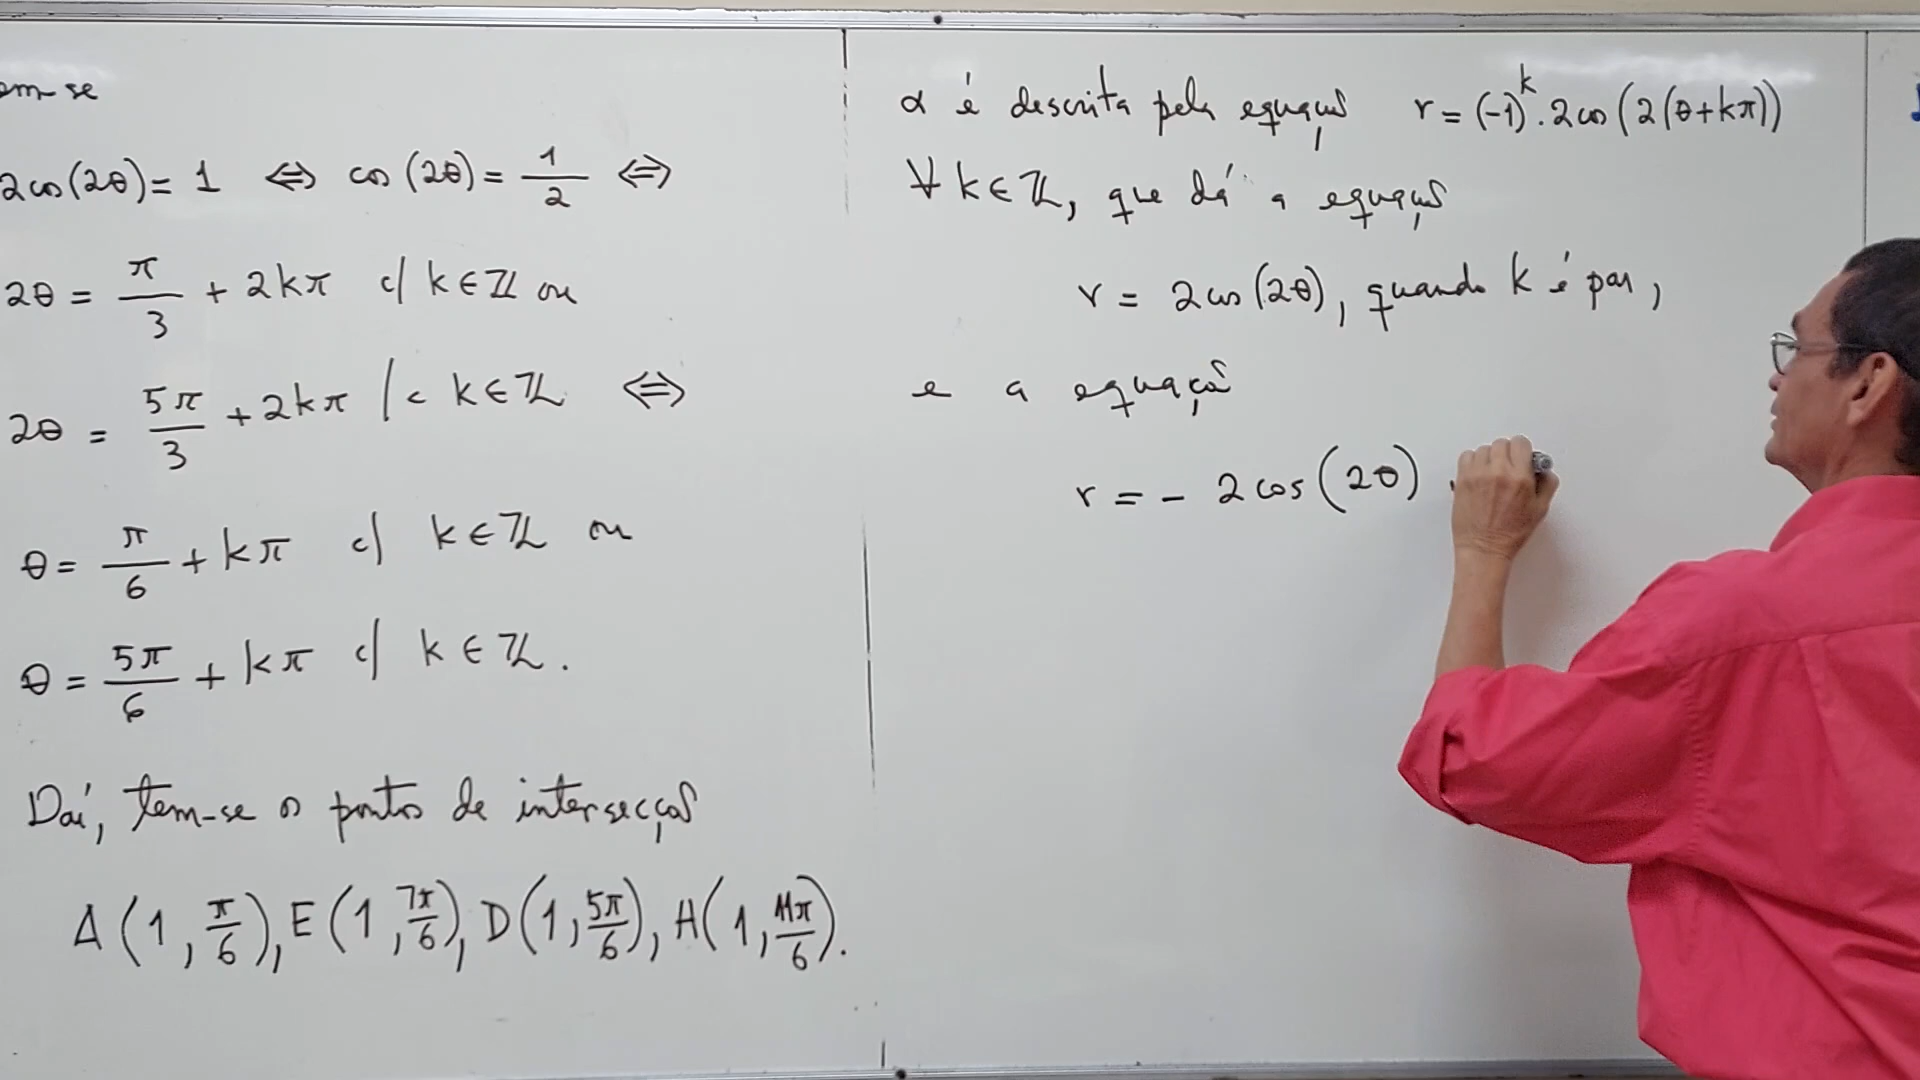 em-se
2cos(2θ) = 1 ⇔ cos(2θ) = 1/2 ⇔
2θ = π/3 + 2kπ c/ k ∈ ℤ ou
2θ = 5π/3 + 2kπ /c k ∈ ℤ ⇔
θ = π/6 + kπ c/ k ∈ ℤ ou
θ = 5π/6 + kπ c/ k ∈ ℤ.
Daí, tem-se os pontos de intersecção
A(1, π/6), E(1, 7π/6), D(1, 5π/6), H(1, 11π/6).
α é descrita pela equação r = (-1)^k . 2cos(2(θ+kπ))
∀ k ∈ ℤ, que dá a equação
r = 2cos(2θ), quando k é par,
e a equação
r = - 2cos(2θ)